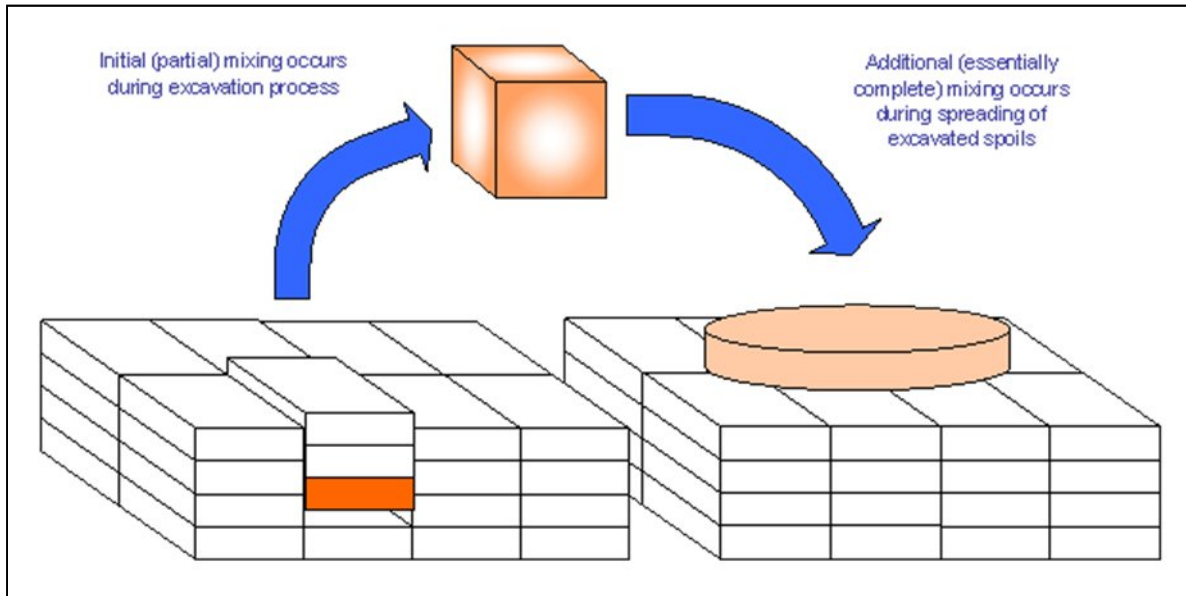 Initial (partial) mixing occurs
during excavation process
Additional (essentially
complete) mixing occurs
during spreading of
excavated spoils